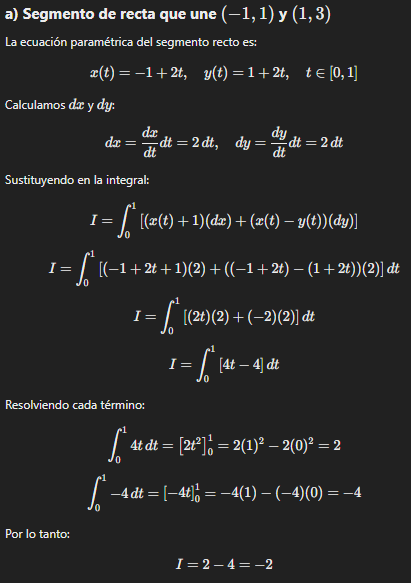 a) Segmento de recta que une (−1, 1) y (1, 3)
La ecuación paramétrica del segmento recto es:
x(t) = −1 + 2t, y(t) = 1 + 2t, t ∈ [0, 1]
Calculamos dx y dy:
dx = dx/dt dt = 2 dt, dy = dy/dt dt = 2 dt
Sustituyendo en la integral:
I = ∫₀¹ [(x(t) + 1)(dx) + (x(t) − y(t))(dy)]
I = ∫₀¹ [(−1 + 2t + 1)(2) + ((−1 + 2t) − (1 + 2t))(2)] dt
I = ∫₀¹ [(2t)(2) + (−2)(2)] dt
I = ∫₀¹ [4t − 4] dt
Resolviendo cada término:
∫₀¹ 4t dt = [2t²]₀¹ = 2(1)² − 2(0)² = 2
∫₀¹ −4 dt = [−4t]₀¹ = −4(1) − (−4)(0) = −4
Por lo tanto:
I = 2 − 4 = −2